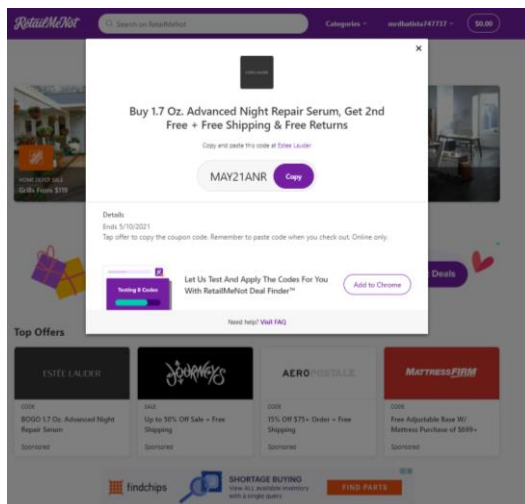 RetailMeNot
Search on RetailMeNot
Categories
mrdbatista747737
$0.00
ESTĒE LAUDER
Buy 1.7 Oz. Advanced Night Repair Serum, Get 2nd
Free + Free Shipping & Free Returns
Copy and paste this code at Estee Lauder
MAY21ANR
Copy
Details
Ends 5/10/2021
Tap offer to copy the coupon code. Remember to paste code when you check out. Online only.
Testing 8 Codes
Let Us Test And Apply The Codes For You
With RetailMeNot Deal Finder™
Add to Chrome
Need help? Visit FAQ
HOME DEPOT SALE
Grills From $119
Deals
Top Offers
ESTĒE LAUDER
JOURNEYS
AEROPOSTALE
MATTRESSFIRM
CODE
BOGO 1.7 Oz. Advanced Night
Repair Serum
Sponsored
SALE
Up to 50% Off Sale + Free
Shipping
Sponsored
CODE
15% Off $75+ Order + Free
Shipping
Sponsored
CODE
Free Adjustable Base W/
Mattress Purchase of $699+
Sponsored
findchips
SHORTAGE BUYING
View ALL available inventory
with a single query
FIND PARTS